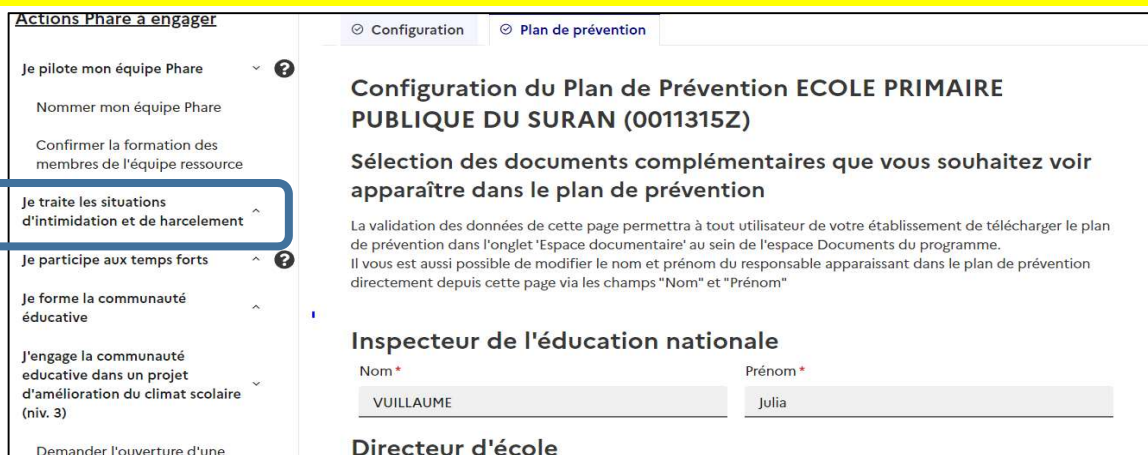 Actions Phare à engager
Je pilote mon équipe Phare
Nommer mon équipe Phare
Confirmer la formation des
membres de l'équipe ressource
Je traite les situations
d'intimidation et de harcelement
Je participe aux temps forts
Je forme la communauté
éducative
J'engage la communauté
educative dans un projet
d'amélioration du climat scolaire
(niv. 3)
Demander l'ouverture d'une
Configuration
Plan de prévention
Configuration du Plan de Prévention ECOLE PRIMAIRE
PUBLIQUE DU SURAN (0011315Z)
Sélection des documents complémentaires que vous souhaitez voir
apparaître dans le plan de prévention
La validation des données de cette page permettra à tout utilisateur de votre établissement de télécharger le plan
de prévention dans l'onglet 'Espace documentaire' au sein de l'espace Documents du programme.
Il vous est aussi possible de modifier le nom et prénom du responsable apparaissant dans le plan de prévention
directement depuis cette page via les champs "Nom" et "Prénom"
Inspecteur de l'éducation nationale
Nom *
Prénom *
VUILLAUME
Julia
Directeur d'école